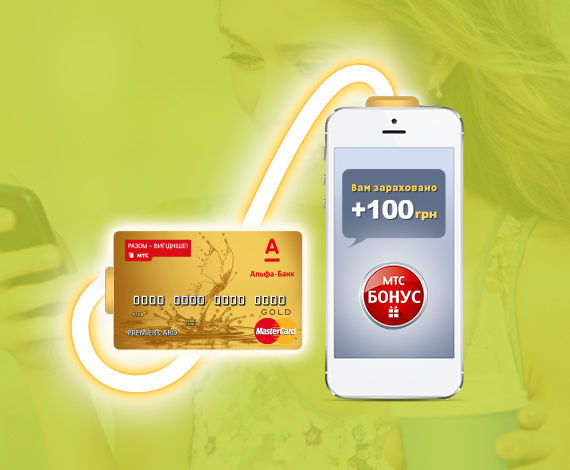 Вам зараховано
+100 грн
МТС
БОНУС
РАЗОМ – ВИГІДНІШЕ!
МТС
А
Альфа-Банк
0000 0000 0000 0000
GOLD
PREMIER CARD
MasterCard